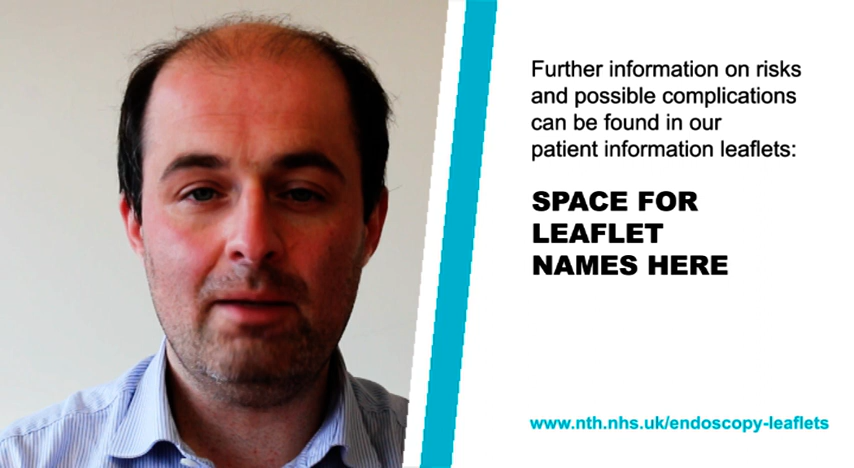 Further information on risks
and possible complications
can be found in our
patient information leaflets:
SPACE FOR
LEAFLET
NAMES HERE
www.nth.nhs.uk/endoscopy-leaflets